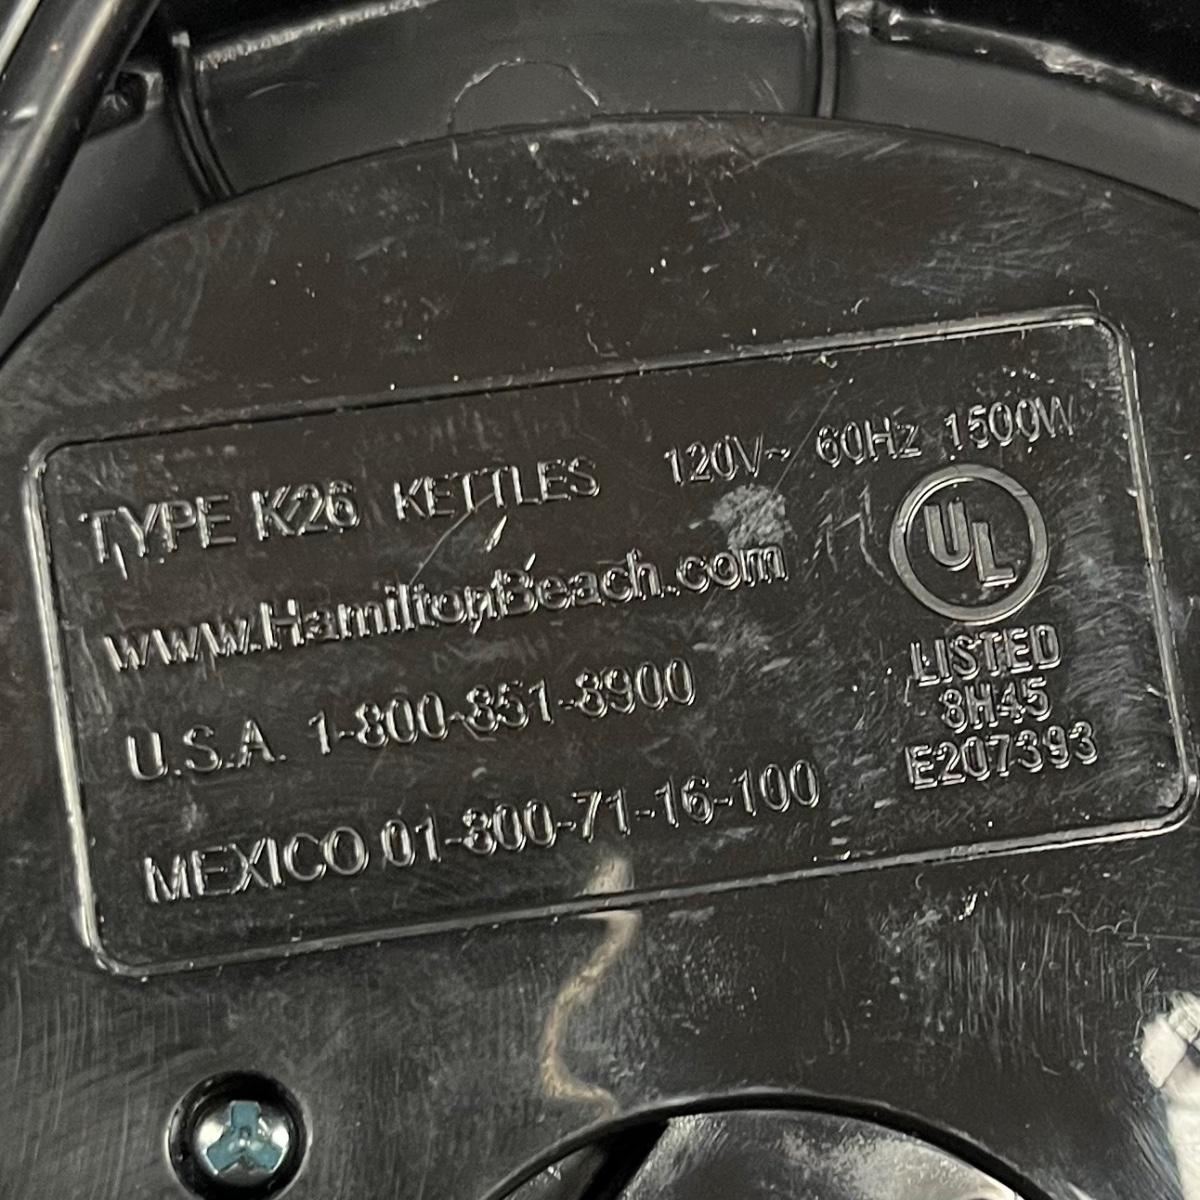 TYPE K26 KETTLES 120V~ 60Hz 1500W
www.HamiltonBeach.com
U.S.A. 1-800-851-8900
MEXICO 01-800-71-16-100
UL
LISTED
8H45
E207393